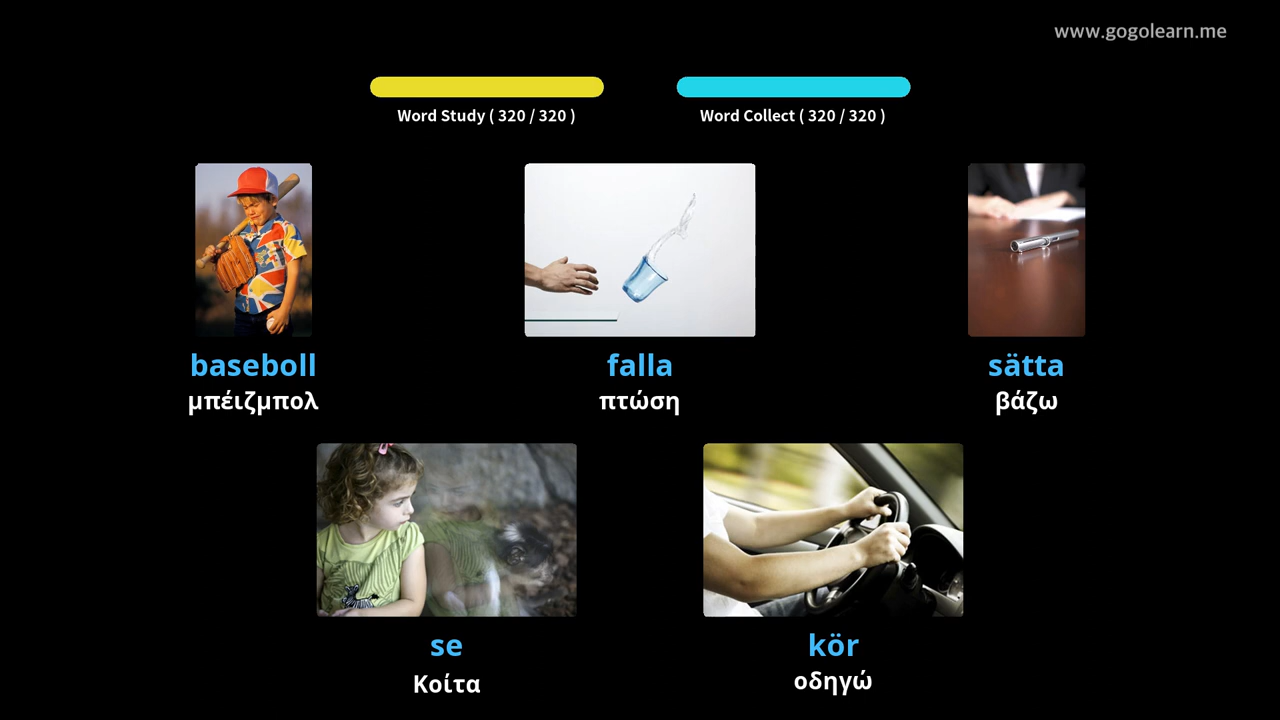 www.gogolearn.me
Word Study ( 320 / 320 )
Word Collect ( 320 / 320 )
baseboll
μπέιζμπολ
falla
πτώση
sätta
βάζω
se
Κοίτα
kör
οδηγώ